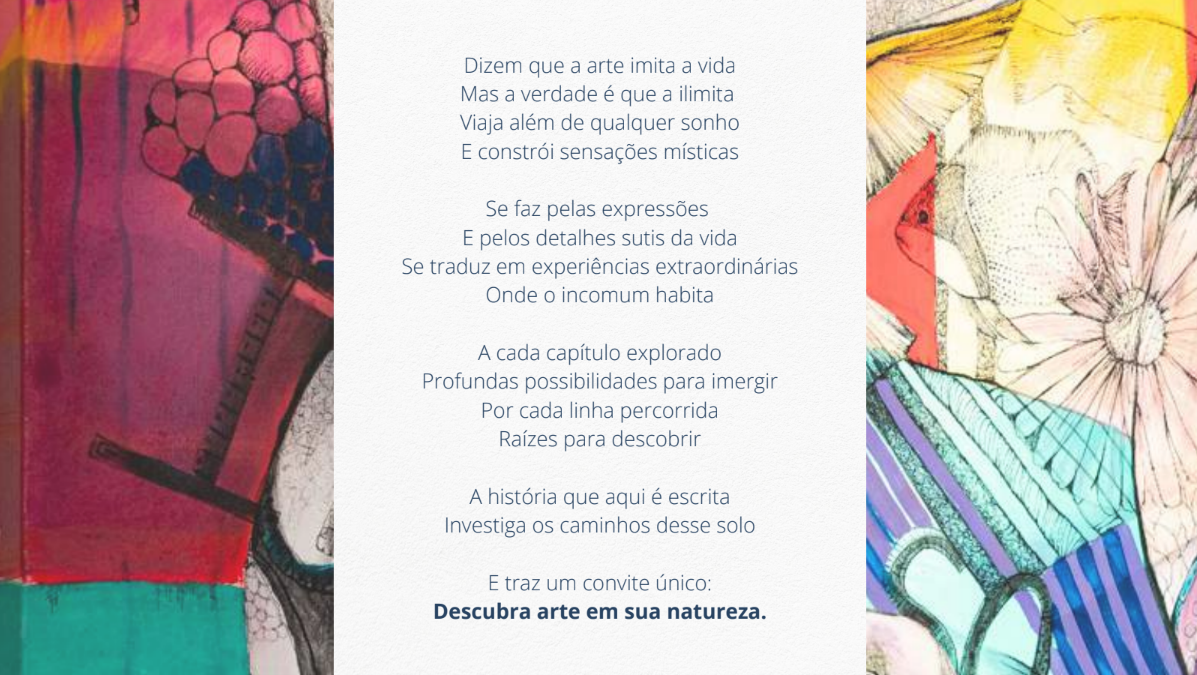 Dizem que a arte imita a vida
Mas a verdade é que a ilimita
Viaja além de qualquer sonho
E constrói sensações místicas
Se faz pelas expressões
E pelos detalhes sutis da vida
Se traduz em experiências extraordinárias
Onde o incomum habita
A cada capítulo explorado
Profundas possibilidades para imergir
Por cada linha percorrida
Raízes para descobrir
A história que aqui é escrita
Investiga os caminhos desse solo
E traz um convite único:
Descubra arte em sua natureza.